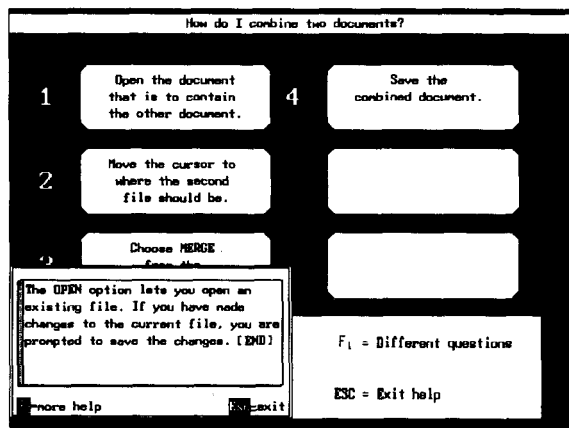 How do I combine two documents?
1
Open the document
that is to contain
the other document.
4
Save the
combined document.
2
Move the cursor to
where the second
file should be.
Choose MERGE
from the
The OPEN option lets you open an
existing file. If you have made
changes to the current file, you are
prompted to save the changes. [END]
=more help
=exit
F1 = Different questions
ESC = Exit help